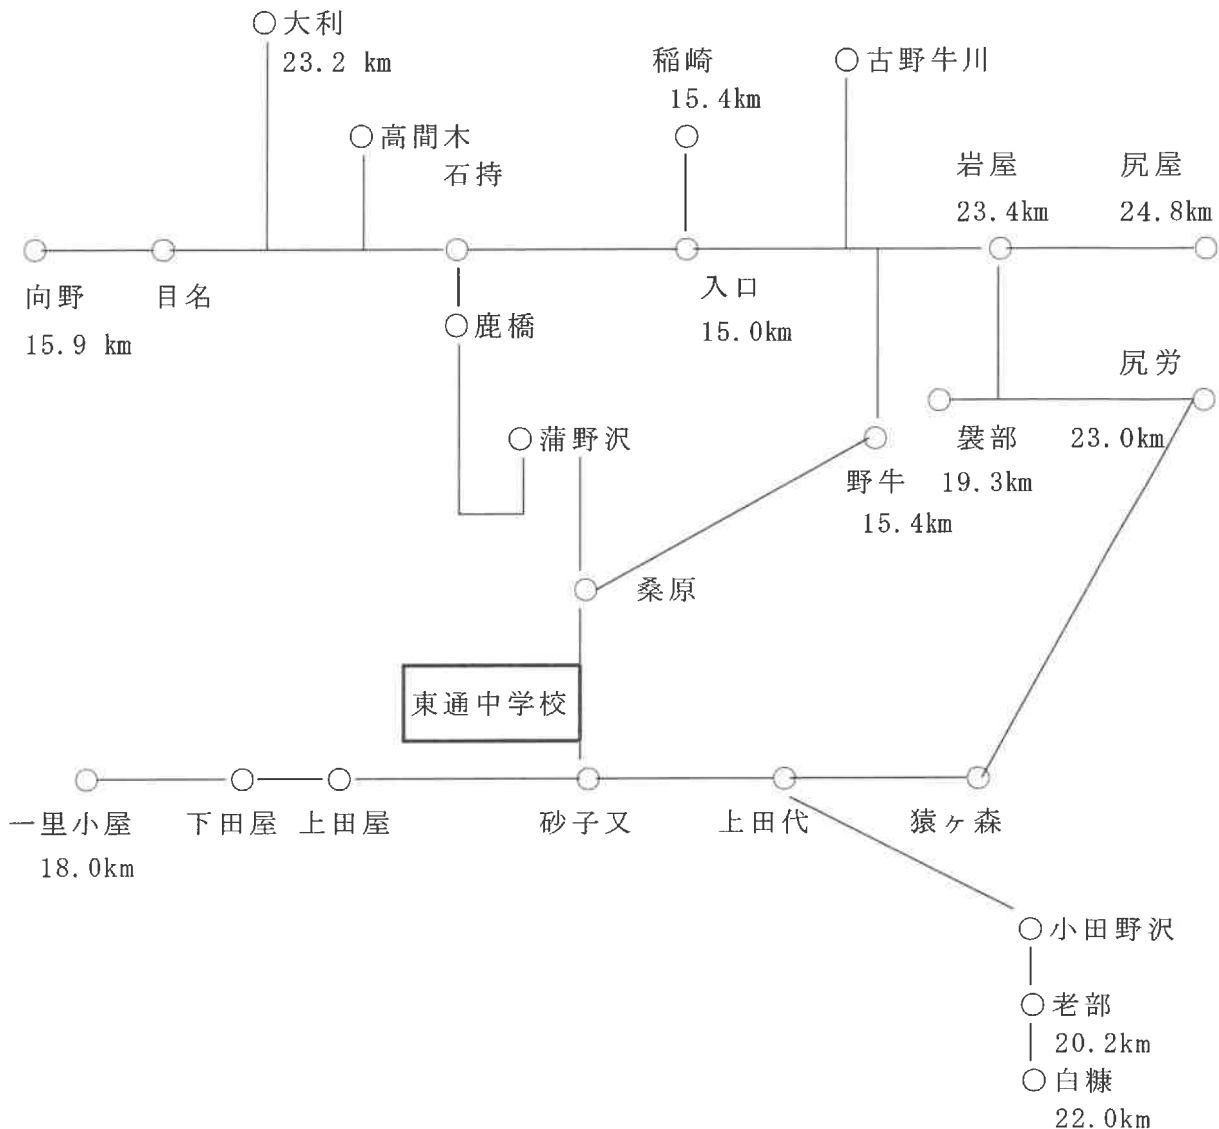 大利
23.2 km
稲崎
15.4km
古野牛川
高間木
石持
岩屋
23.4km
尻屋
24.8km
向野
15.9 km
目名
鹿橋
入口
15.0km
尻労
23.0km
蒲野沢
袰部
19.3km
野牛
15.4km
桑原
東通中学校
一里小屋
18.0km
下田屋
上田屋
砂子又
上田代
猿ヶ森
小田野沢
老部
20.2km
白糠
22.0km